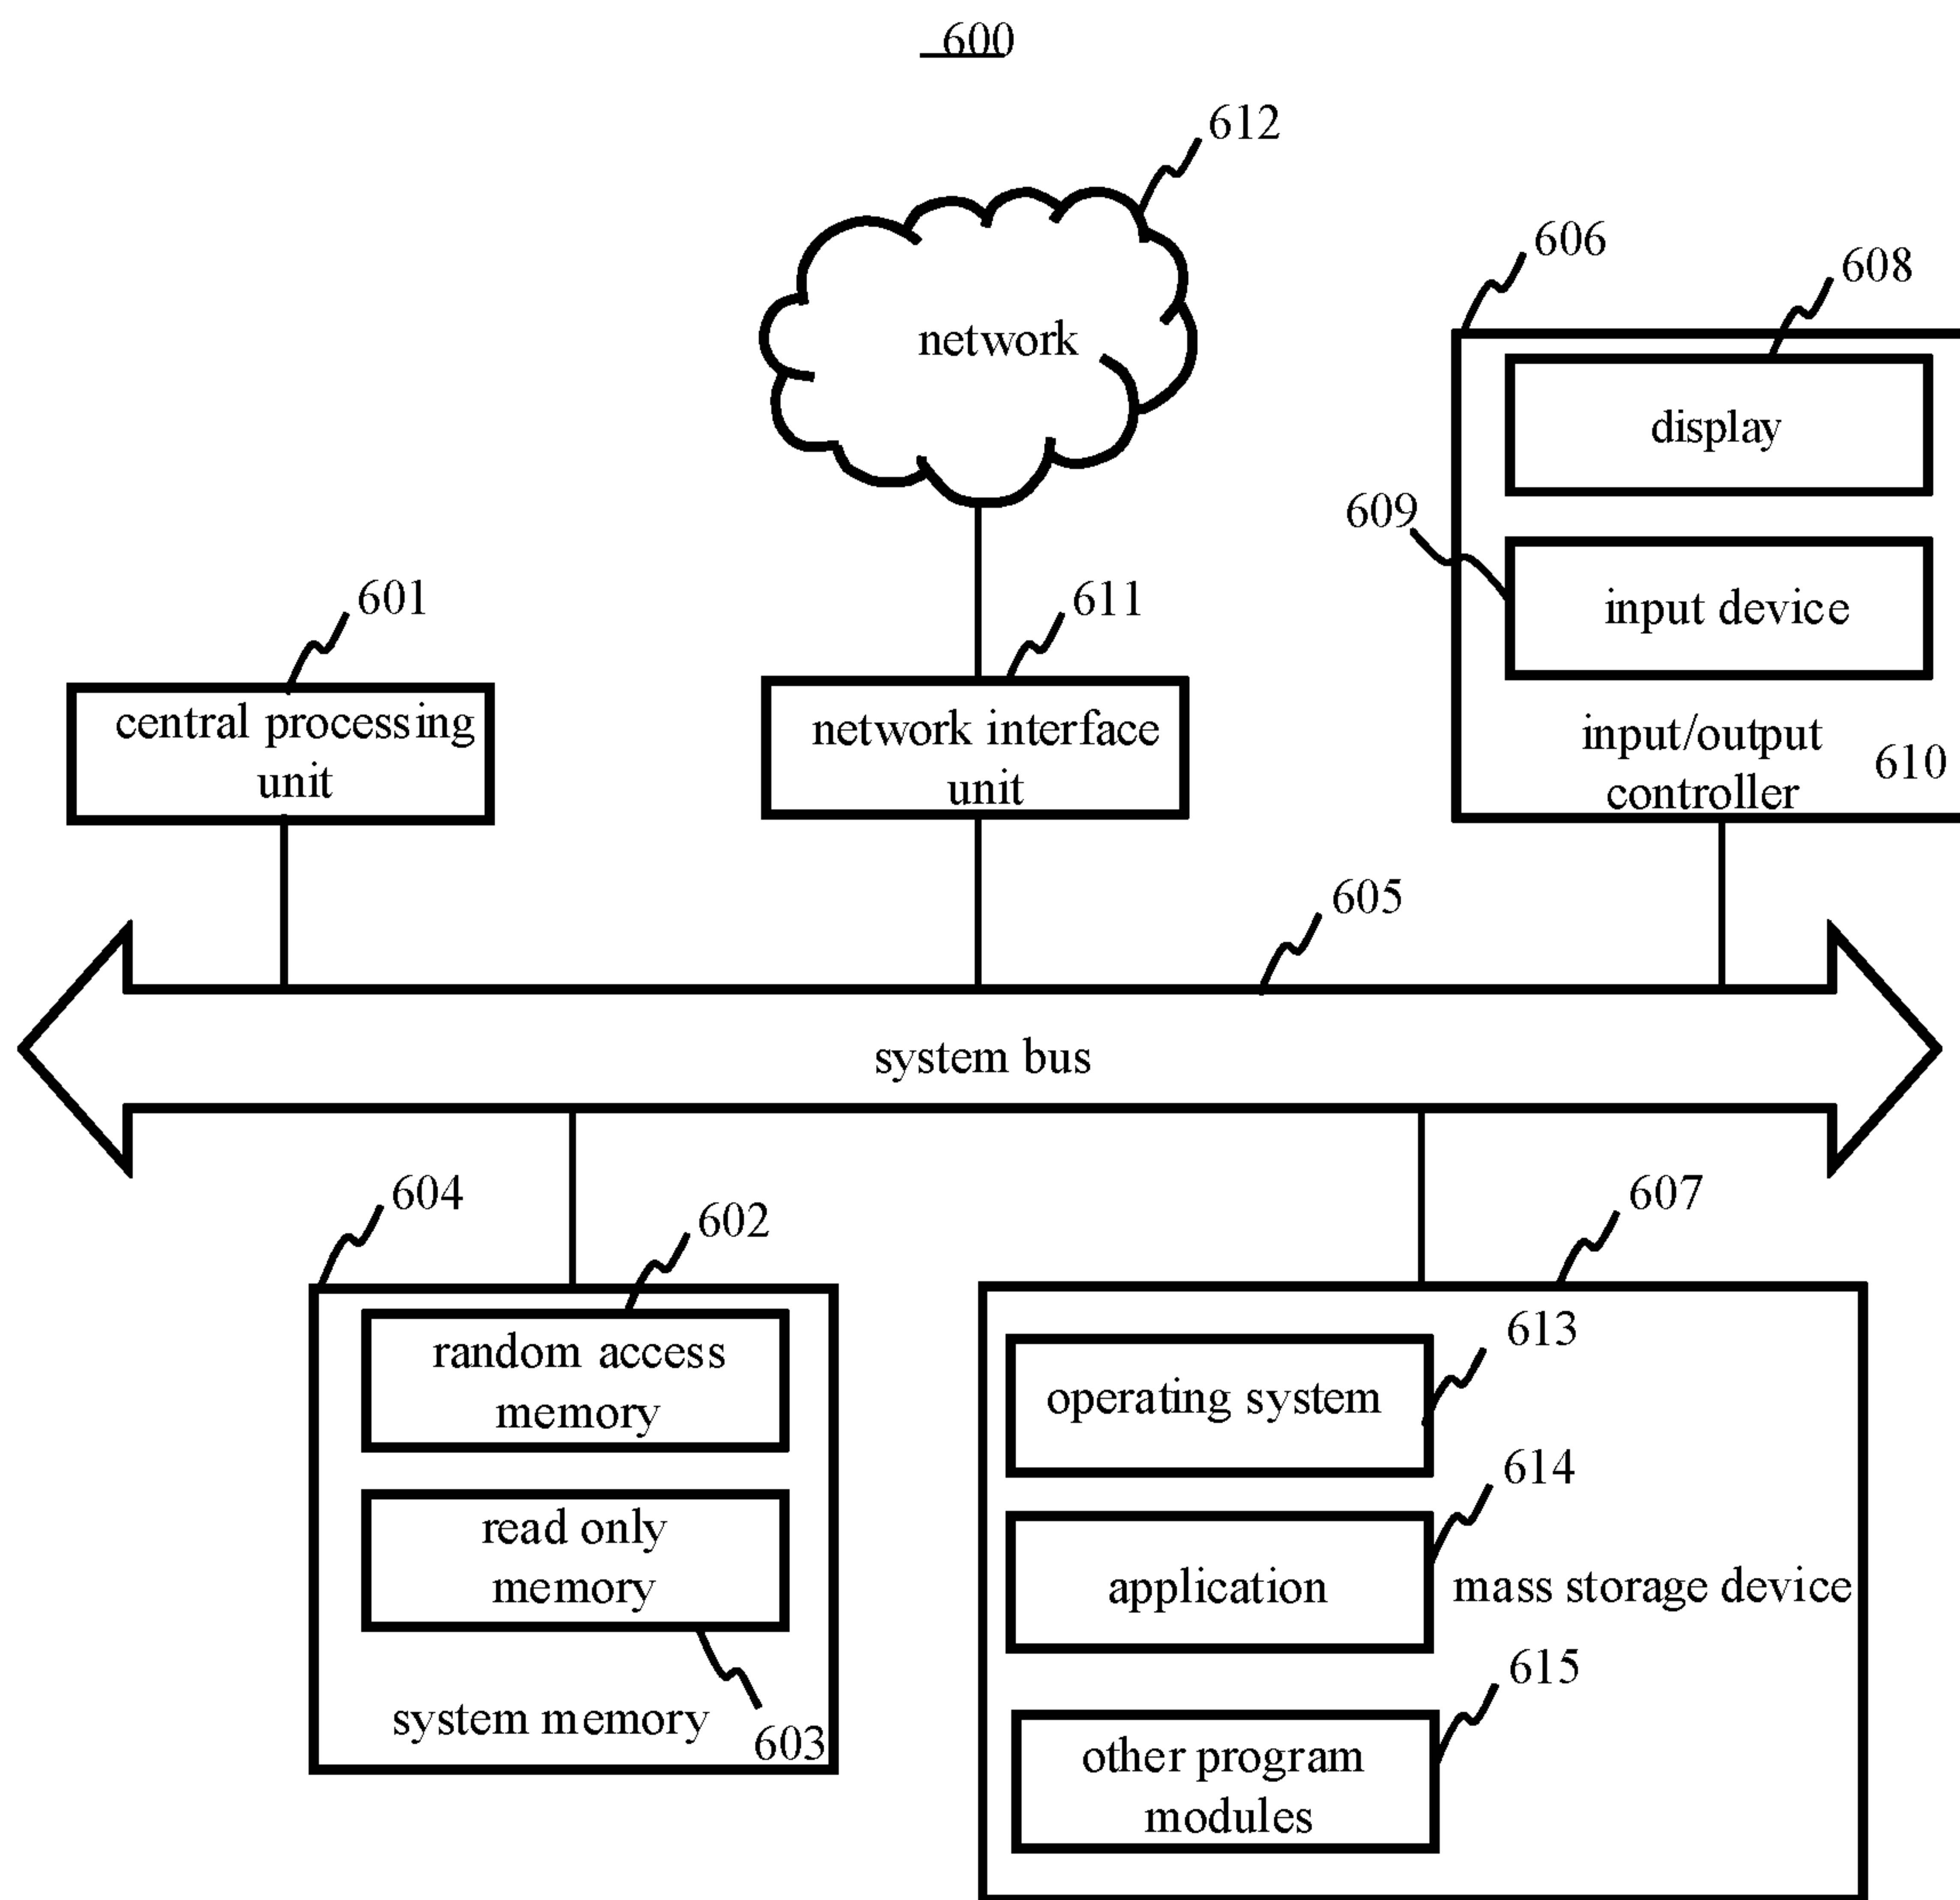 600
612
network
606
608
display
609
input device
input/output
controller
610
601
central processing
unit
611
network interface
unit
605
system bus
604
602
random access
memory
read only
memory
system memory
603
607
613
operating system
614
application
mass storage device
615
other program
modules